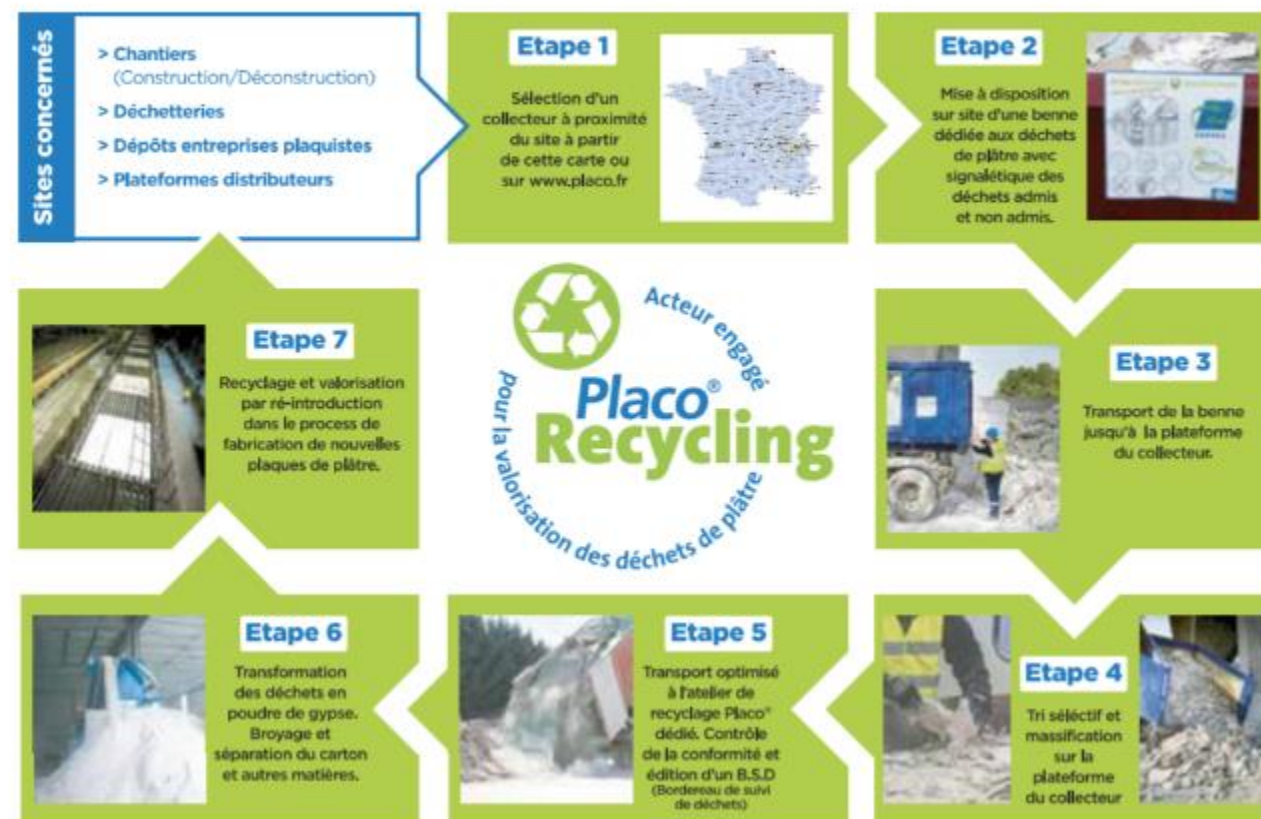 Sites concernés
> Chantiers
(Construction/Déconstruction)
> Déchetteries
> Dépôts entreprises plaquistes
> Plateformes distributeurs
Etape 1
Sélection d'un
collecteur à proximité
du site à partir
de cette carte ou
sur www.placo.fr
Etape 2
Mise à disposition
sur site d'une benne
dédiée aux déchets
de plâtre avec
signalétique des
déchets admis
et non admis.
Etape 3
Transport de la benne
jusqu'à la plateforme
du collecteur.
Etape 4
Tri séléctif et
massification
sur la
plateforme
du collecteur
Etape 5
Transport optimisé
à l'atelier de
recyclage Placo®
dédié. Contrôle
de la conformité et
édition d'un B.S.D
(Bordereau de suivi
de déchets)
Etape 6
Transformation
des déchets en
poudre de gypse.
Broyage et
séparation du carton
et autres matières.
Etape 7
Recyclage et valorisation
par ré-introduction
dans le process de
fabrication de nouvelles
plaques de plâtre.
Placo®
Recycling
Acteur engagé
pour la valorisation des déchets de plâtre